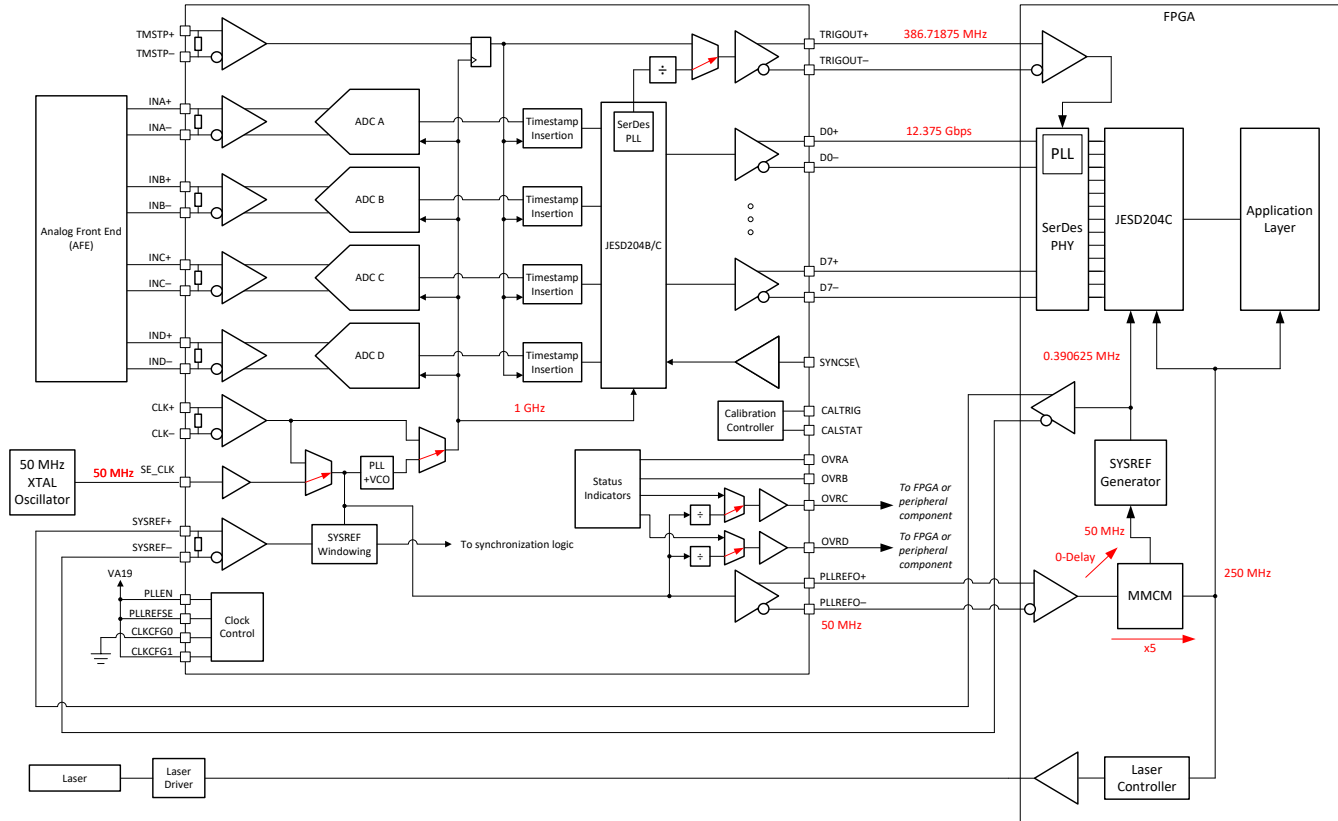 FPGA
TMSTP+
TMSTP–
TRIGOUT+
386.71875 MHz
TRIGOUT–
÷
INA+
INA–
ADC A
Timestamp
Insertion
SerDes
PLL
D0+
12.375 Gbps
D0–
PLL
INB+
INB–
ADC B
Timestamp
Insertion
Analog Front End
(AFE)
JESD204B/C
SerDes
PHY
JESD204C
Application
Layer
INC+
INC–
ADC C
Timestamp
Insertion
D7+
D7–
IND+
IND–
ADC D
Timestamp
Insertion
SYNCSE\
0.390625 MHz
CLK+
CLK–
1 GHz
Calibration
Controller
CALTRIG
CALSTAT
50 MHz
XTAL
Oscillator
50 MHz
SE_CLK
PLL
+VCO
Status
Indicators
OVRA
OVRB
OVRC
OVRD
÷
÷
To FPGA or
peripheral
component
To FPGA or
peripheral
component
SYSREF
Generator
SYSREF+
SYSREF–
SYSREF
Windowing
To synchronization logic
50 MHz
0-Delay
VA19
PLLEN
PLLREFSE
CLKCFG0
CLKCFG1
Clock
Control
PLLREFO+
PLLREFO–
50 MHz
MMCM
x5
250 MHz
Laser
Laser
Driver
Laser
Controller